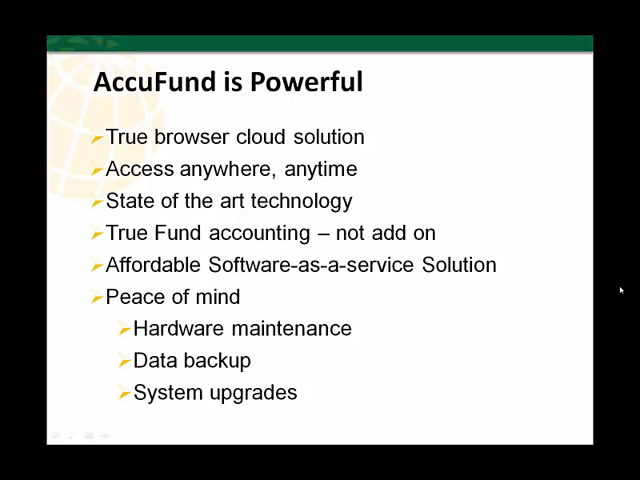 AccuFund is Powerful
True browser cloud solution
Access anywhere, anytime
State of the art technology
True Fund accounting – not add on
Affordable Software-as-a-service Solution
Peace of mind
Hardware maintenance
Data backup
System upgrades